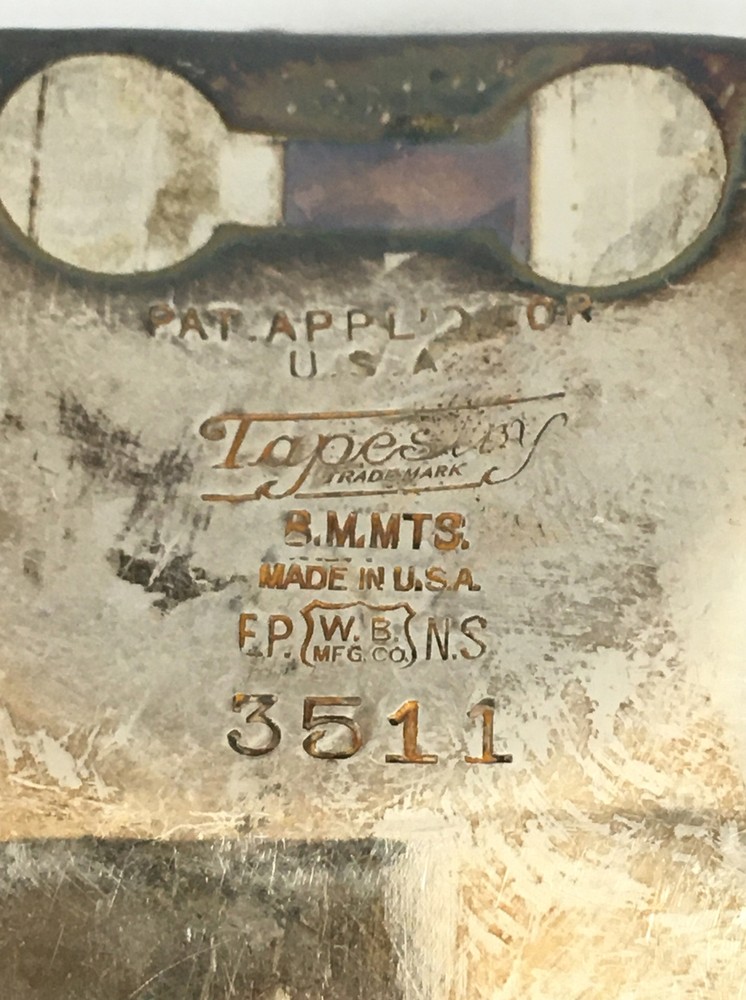 PAT. APPL'D FOR
U.S.A
Tapestry
TRADE MARK
B.M.MTS.
MADE IN U.S.A.
E.P. W.B. N.S
MFG.CO.
3511